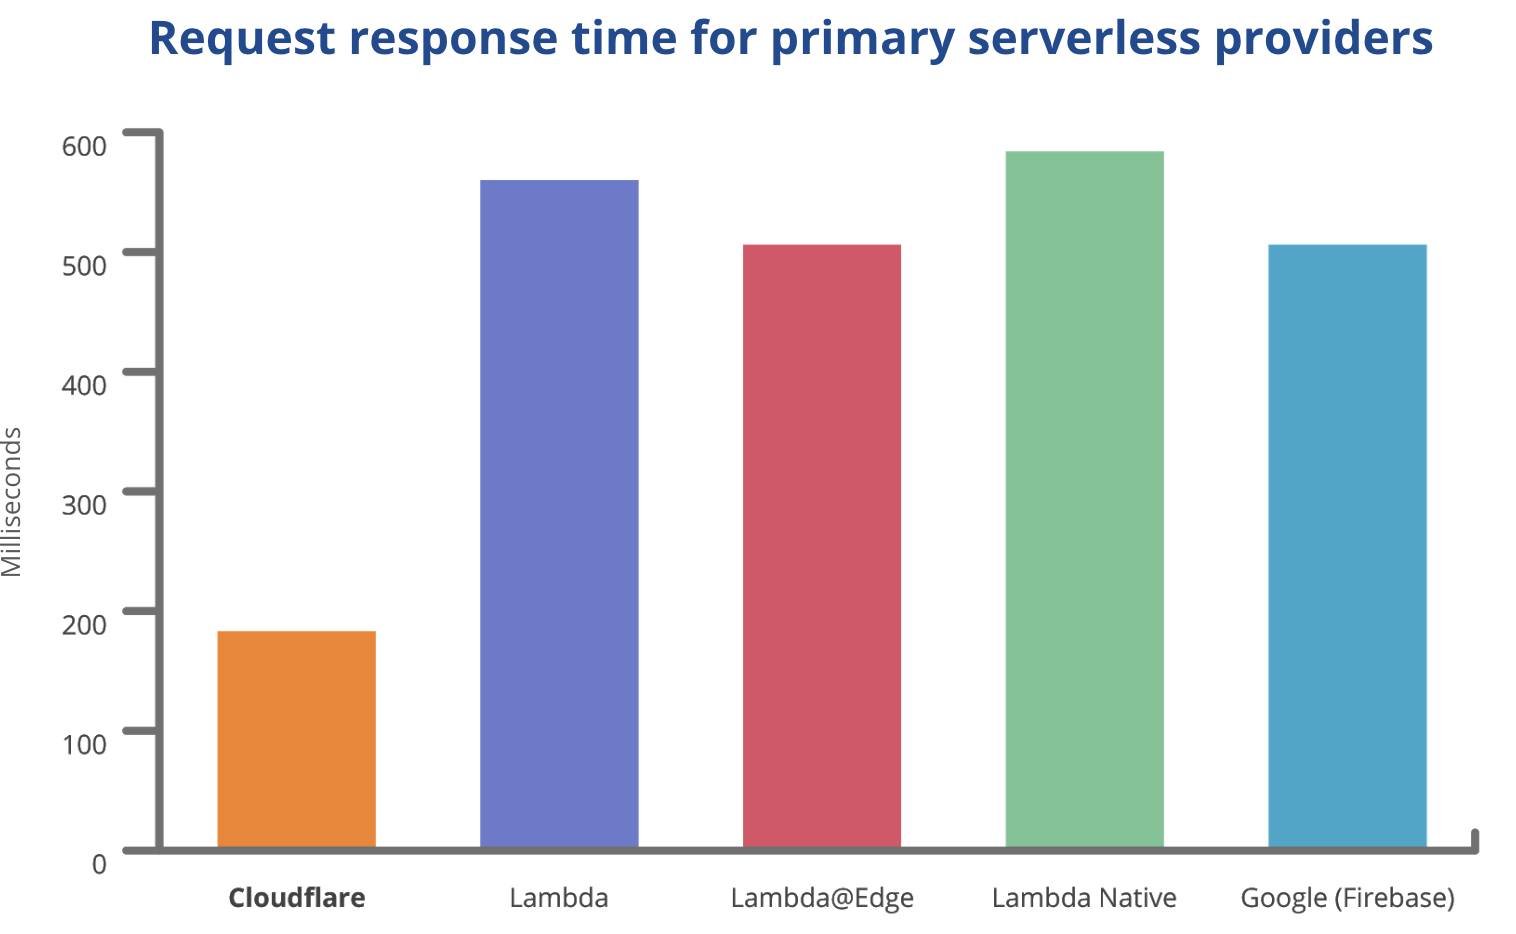 Request response time for primary serverless providers
600
500
400
300
200
100
0
Milliseconds
Cloudflare
Lambda
Lambda@Edge
Lambda Native
Google (Firebase)